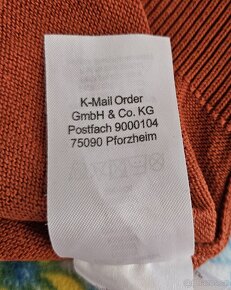 K-Mail Order
GmbH & Co. KG
Postfach 9000104
75090 Pforzheim